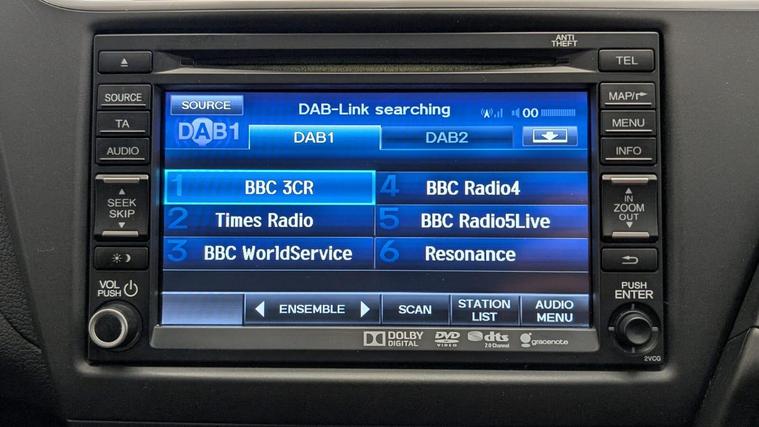 ANTI
THEFT
TEL
SOURCE
TA
AUDIO
SEEK
SKIP
VOL
PUSH
SOURCE
DAB-Link searching
00
DAB1
DAB1
DAB2
1 BBC 3CR
4 BBC Radio4
2 Times Radio
5 BBC Radio5Live
3 BBC WorldService
6 Resonance
ENSEMBLE
SCAN
STATION
LIST
AUDIO
MENU
MAP/
MENU
INFO
IN
ZOOM
OUT
PUSH
ENTER
DOLBY
DIGITAL
DVD
VIDEO
dts
2.0 Channel
gracenote
2VCG